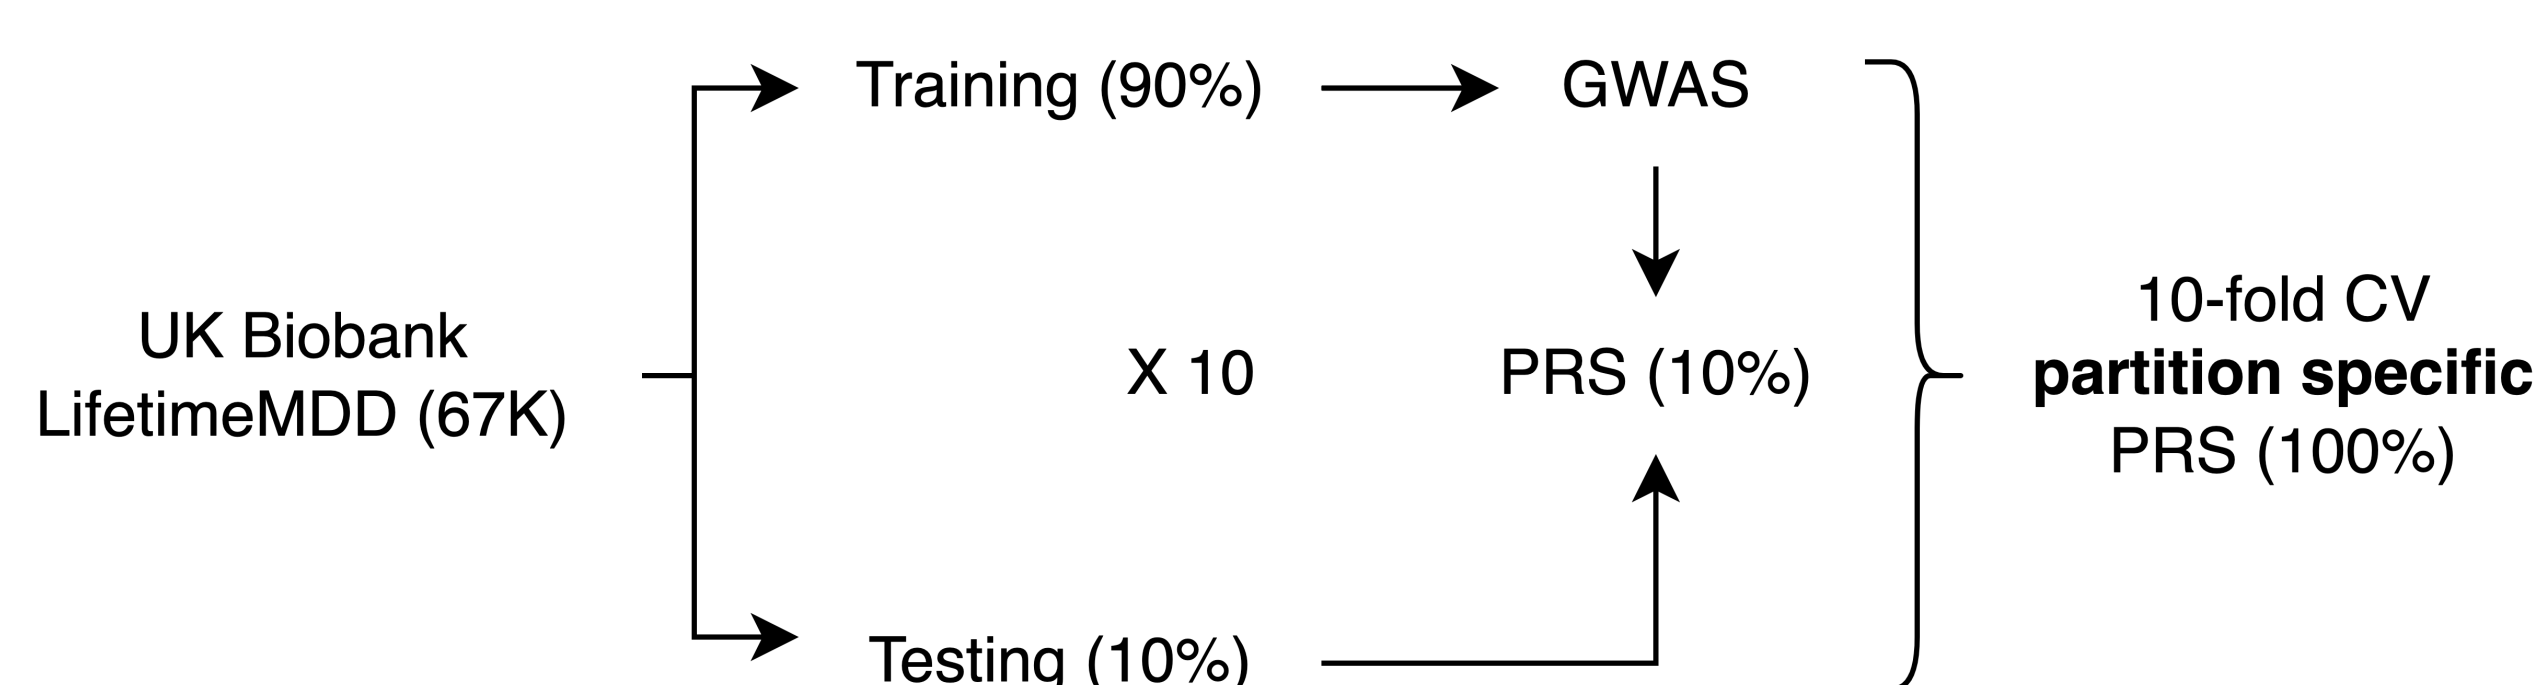 Training (90%)
GWAS
UK Biobank
LifetimeMDD (67K)
X 10
PRS (10%)
10-fold CV
partition specific
PRS (100%)
Testing (10%)